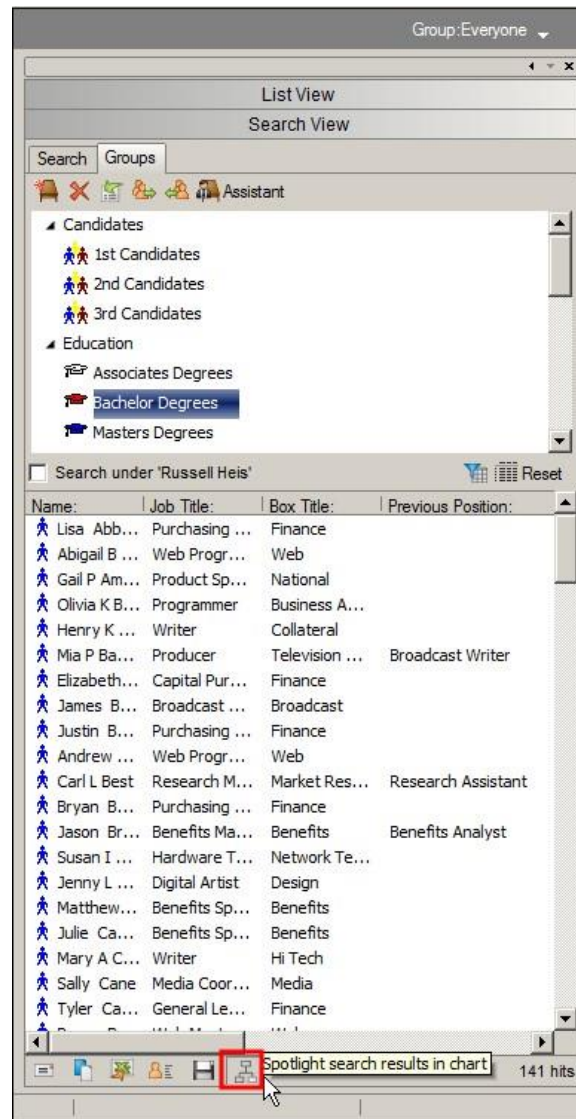 Group:Everyone
List View
Search View
Search Groups
Assistant
Candidates
1st Candidates
2nd Candidates
3rd Candidates
Education
Associates Degrees
Bachelor Degrees
Masters Degrees
Search under 'Russell Heis' Reset
Name: Job Title: Box Title: Previous Position:
Lisa Abb... Purchasing ... Finance
Abigail B ... Web Progr... Web
Gail P Am... Product Sp... National
Olivia K B... Programmer Business A...
Henry K ... Writer Collateral
Mia P Ba... Producer Television ... Broadcast Writer
Elizabeth... Capital Pur... Finance
James B... Broadcast ... Broadcast
Justin B... Purchasing ... Finance
Andrew ... Web Progr... Web
Carl L Best Research M... Market Res... Research Assistant
Bryan B... Purchasing ... Finance
Jason Br... Benefits Ma... Benefits Benefits Analyst
Susan I ... Hardware T... Network Te...
Jenny L ... Digital Artist Design
Matthew... Benefits Sp... Benefits
Julie Ca... Benefits Sp... Benefits
Mary A C... Writer Hi Tech
Sally Cane Media Coor... Media
Tyler Ca... General Le... Finance
Spotlight search results in chart 141 hits